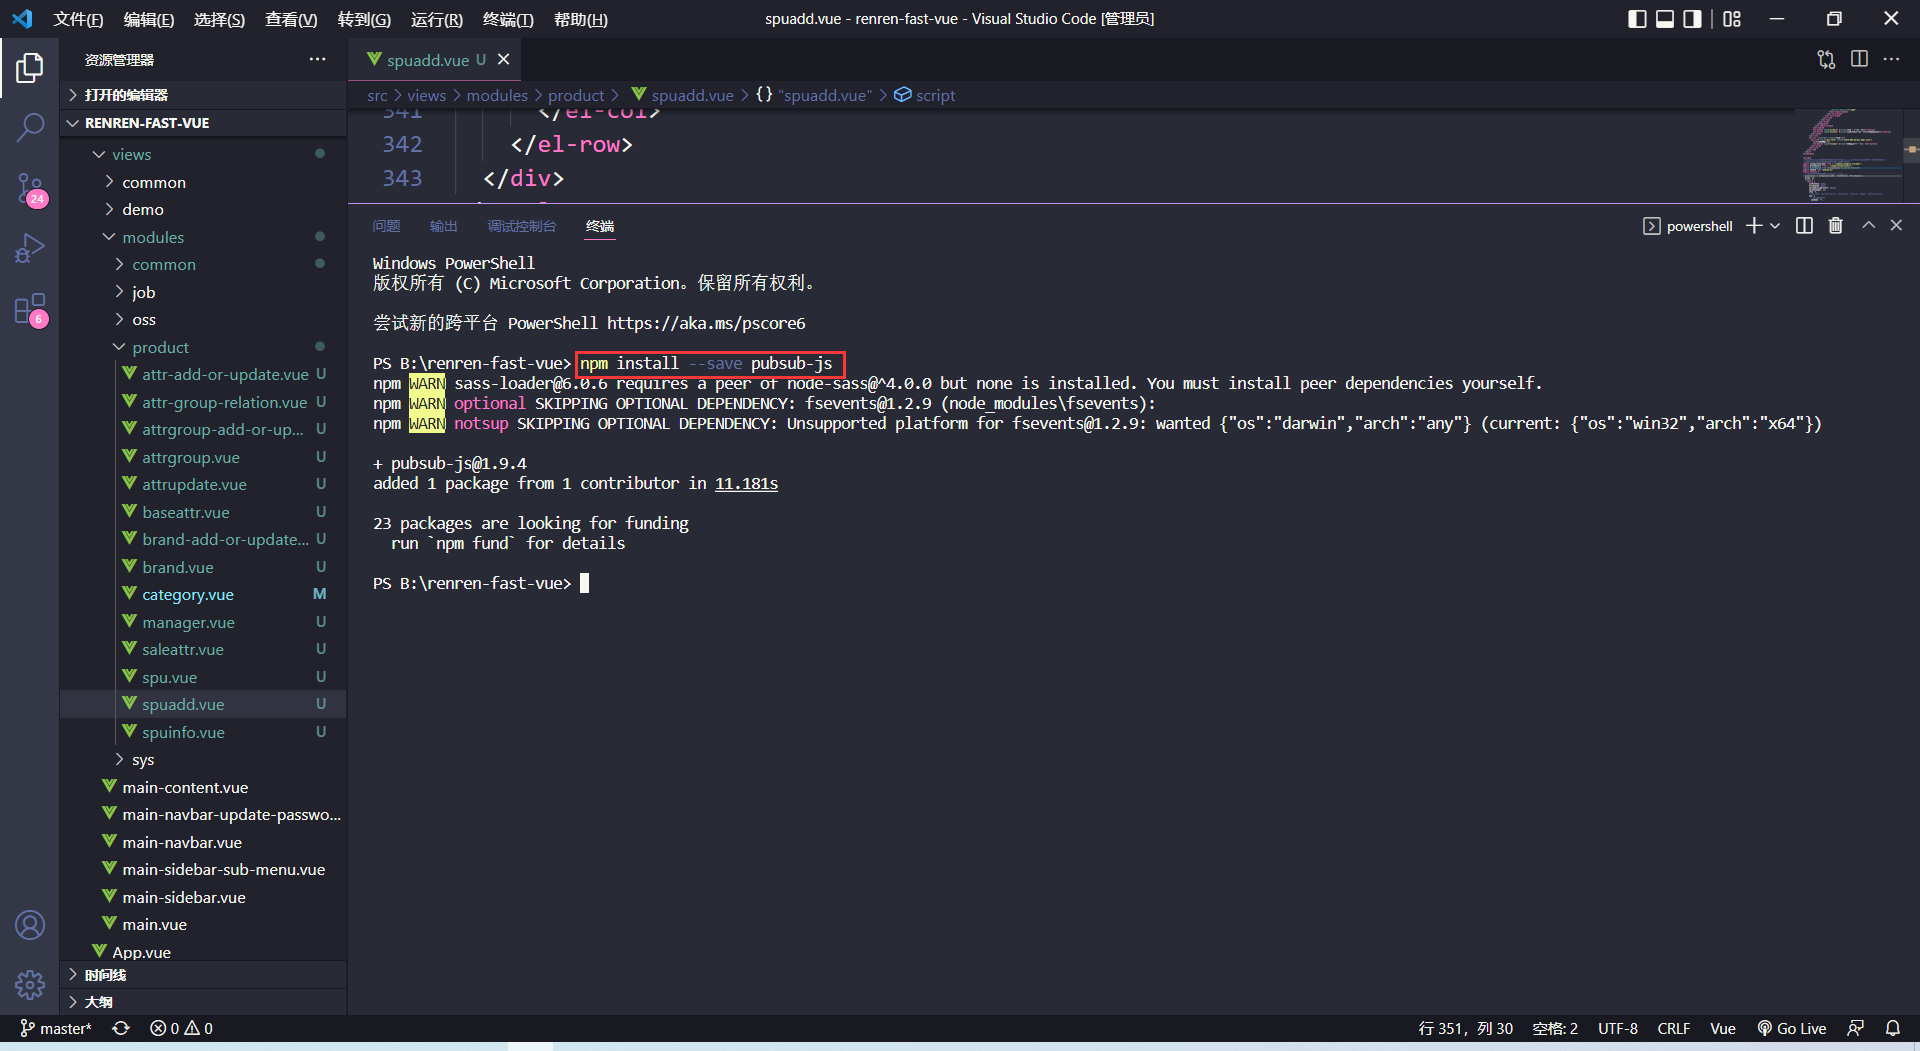 文件(F) 编辑(E) 选择(S) 查看(V) 转到(G) 运行(R) 终端(T) 帮助(H)
spuadd.vue - renren-fast-vue - Visual Studio Code [管理员]
资源管理器
打开的编辑器
RENREN-FAST-VUE
views
common
demo
modules
common
job
oss
product
attr-add-or-update.vue U
attr-group-relation.vue U
attrgroup-add-or-up... U
attrgroup.vue U
attrupdate.vue U
baseattr.vue U
brand-add-or-update... U
brand.vue U
category.vue M
manager.vue U
saleattr.vue U
spu.vue U
spuadd.vue U
spuinfo.vue U
sys
main-content.vue
main-navbar-update-passwo...
main-navbar.vue
main-sidebar-sub-menu.vue
main-sidebar.vue
main.vue
App.vue
时间线
大纲
24
6
spuadd.vue U
src > views > modules > product > spuadd.vue > {} "spuadd.vue" > script
341 </el-col>
342 </el-row>
343 </div>
问题 输出 调试控制台 终端
powershell
Windows PowerShell
版权所有 (C) Microsoft Corporation。保留所有权利。
尝试新的跨平台 PowerShell https://aka.ms/pscore6
PS B:\renren-fast-vue> npm install --save pubsub-js
npm WARN sass-loader@6.0.6 requires a peer of node-sass@^4.0.0 but none is installed. You must install peer dependencies yourself.
npm WARN optional SKIPPING OPTIONAL DEPENDENCY: fsevents@1.2.9 (node_modules\fsevents):
npm WARN notsup SKIPPING OPTIONAL DEPENDENCY: Unsupported platform for fsevents@1.2.9: wanted {"os":"darwin","arch":"any"} (current: {"os":"win32","arch":"x64"})
+ pubsub-js@1.9.4
added 1 package from 1 contributor in 11.181s
23 packages are looking for funding
run `npm fund` for details
PS B:\renren-fast-vue>
master* 0 0
行 351，列 30 空格: 2 UTF-8 CRLF Vue Go Live